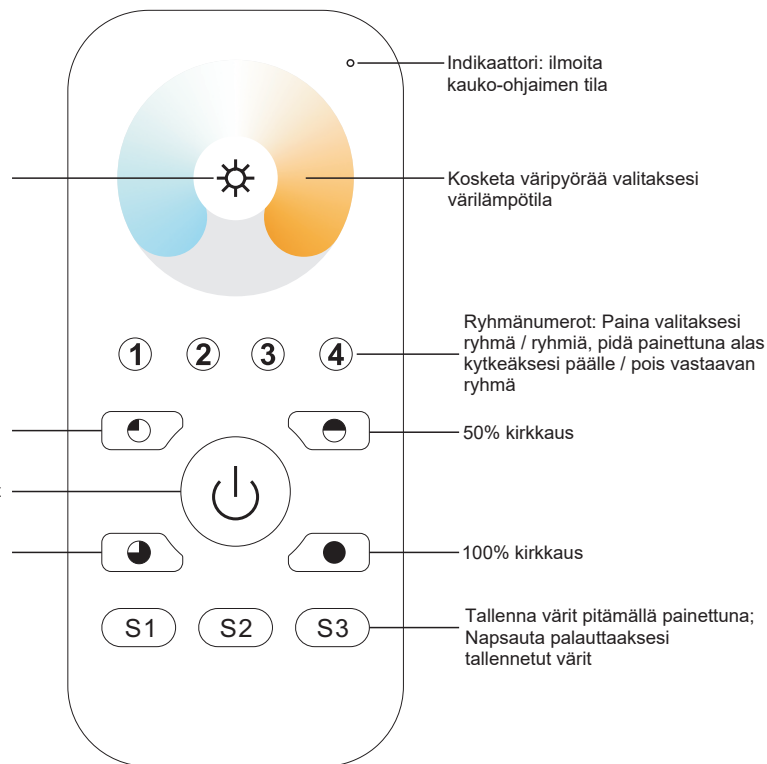 Indikaattori: ilmoita
kauko-ohjaimen tila
Kosketa väripyörää valitaksesi
värilämpötila
Ryhmänumerot: Paina valitaksesi
ryhmä / ryhmiä, pidä painettuna alas
kytkeäksesi päälle / pois vastaavan
ryhmä
1 2 3 4
50% kirkkaus
100% kirkkaus
S1 S2 S3
Tallenna värit pitämällä painettuna;
Napsauta palauttaaksesi
tallennetut värit